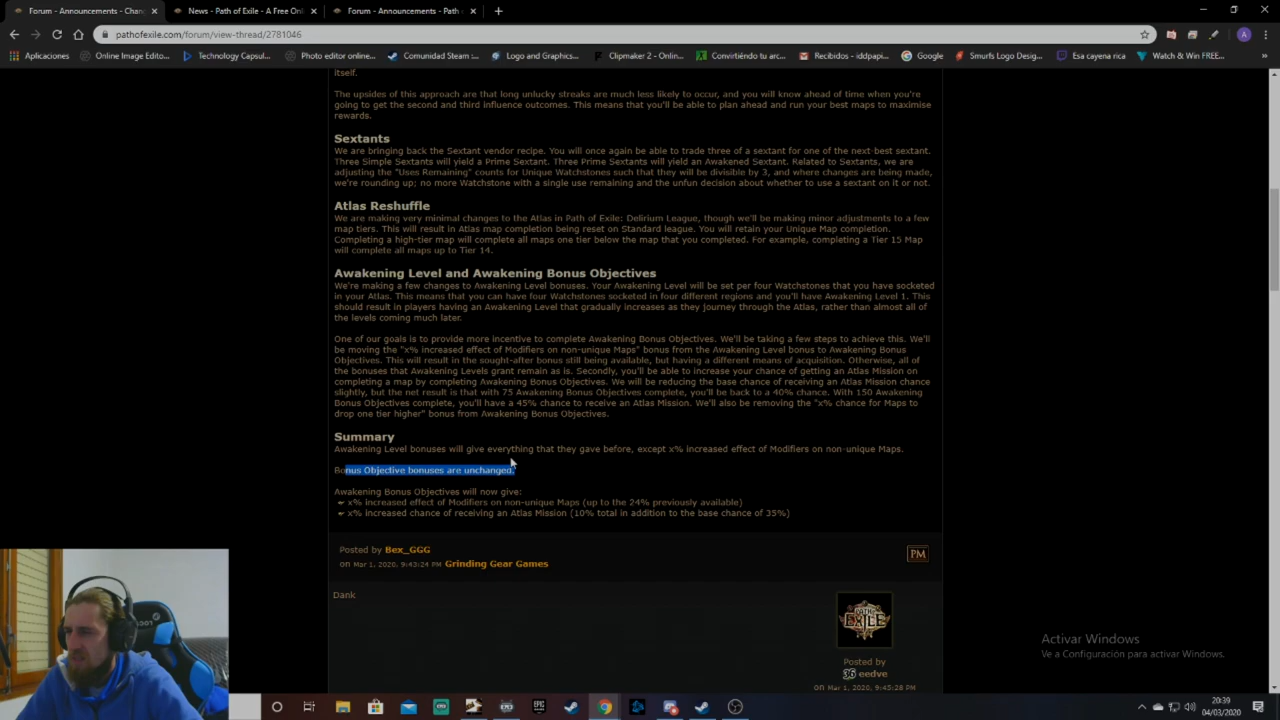 Forum - Announcements - Chan
News - Path of Exile - A Free Onl
Forum - Announcements - Path
pathofexile.com/forum/view-thread/2781046
Aplicaciones
Online Image Edito...
Technology Capsul...
Photo editor online...
Comunidad Steam :...
Logo and Graphics...
Clipmaker 2 - Onlin...
Convirtiéndo tu arc...
Recibidos - iddpapi...
Google
Smurfs Logo Desig...
Esa cayena rica
Watch & Win FREE...
itself.
The upsides of this approach are that long unlucky streaks are much less likely to occur, and you will know ahead of time when you're
going to get the second and third influence outcomes. This means that you'll be able to plan ahead and run your best maps to maximise
rewards.
Sextants
We are bringing back the Sextant vendor recipe. You will once again be able to trade three of a sextant for one of the next-best sextant.
Three Simple Sextants will yield a Prime Sextant. Three Prime Sextants will yield an Awakened Sextant. Related to Sextants, we are
adjusting the "Uses Remaining" counts for Unique Watchstones such that they will be divisible by 3, and where changes are being made,
we're rounding up; no more Watchstone with a single use remaining and the unfun decision about whether to use a sextant on it or not.
Atlas Reshuffle
We are making very minimal changes to the Atlas in Path of Exile: Delirium League, though we'll be making minor adjustments to a few
map tiers. This will result in Atlas map completion being reset on Standard league. You will retain your Unique Map completion.
Completing a high-tier map will complete all maps one tier below the map that you completed. For example, completing a Tier 15 Map
will complete all maps up to Tier 14.
Awakening Level and Awakening Bonus Objectives
We're making a few changes to Awakening Level bonuses. Your Awakening Level will be set per four Watchstones that you have socketed
in your Atlas. This means that you can have four Watchstones socketed in four different regions and you'll have Awakening Level 1. This
should result in players having an Awakening Level that gradually increases as they journey through the Atlas, rather than almost all of
the levels coming much later.
One of our goals is to provide more incentive to complete Awakening Bonus Objectives. We'll be taking a few steps to achieve this. We'll
be moving the "x% increased effect of Modifiers on non-unique Maps" bonus from the Awakening Level bonus to Awakening Bonus
Objectives. This will result in the sought-after bonus still being available, but having a different means of acquisition. Otherwise, all of
the bonuses that Awakening Levels grant remain as is. Secondly, you'll be able to increase your chance of getting an Atlas Mission on
completing a map by completing Awakening Bonus Objectives. We will be reducing the base chance of receiving an Atlas Mission chance
slightly, but the net result is that with 75 Awakening Bonus Objectives complete, you'll be back to a 40% chance. With 150 Awakening
Bonus Objectives complete, you'll have a 45% chance to receive an Atlas Mission. We'll also be removing the "x% chance for Maps to
drop one tier higher" bonus from Awakening Bonus Objectives.
Summary
Awakening Level bonuses will give everything that they gave before, except x% increased effect of Modifiers on non-unique Maps.
Bonus Objective bonuses are unchanged.
Awakening Bonus Objectives will now give:
x% increased effect of Modifiers on non-unique Maps (up to the 24% previously available)
x% increased chance of receiving an Atlas Mission (10% total in addition to the base chance of 35%)
Posted by Bex_GGG
on Mar 1, 2020, 9:43:24 PM Grinding Gear Games
PM
Dank
PATH OF EXILE
Posted by
36 eedve
on Mar 1, 2020, 9:45:28 PM
Activar Windows
Ve a Configuración para activar Windows.
EPIC
20:39
04/03/2020